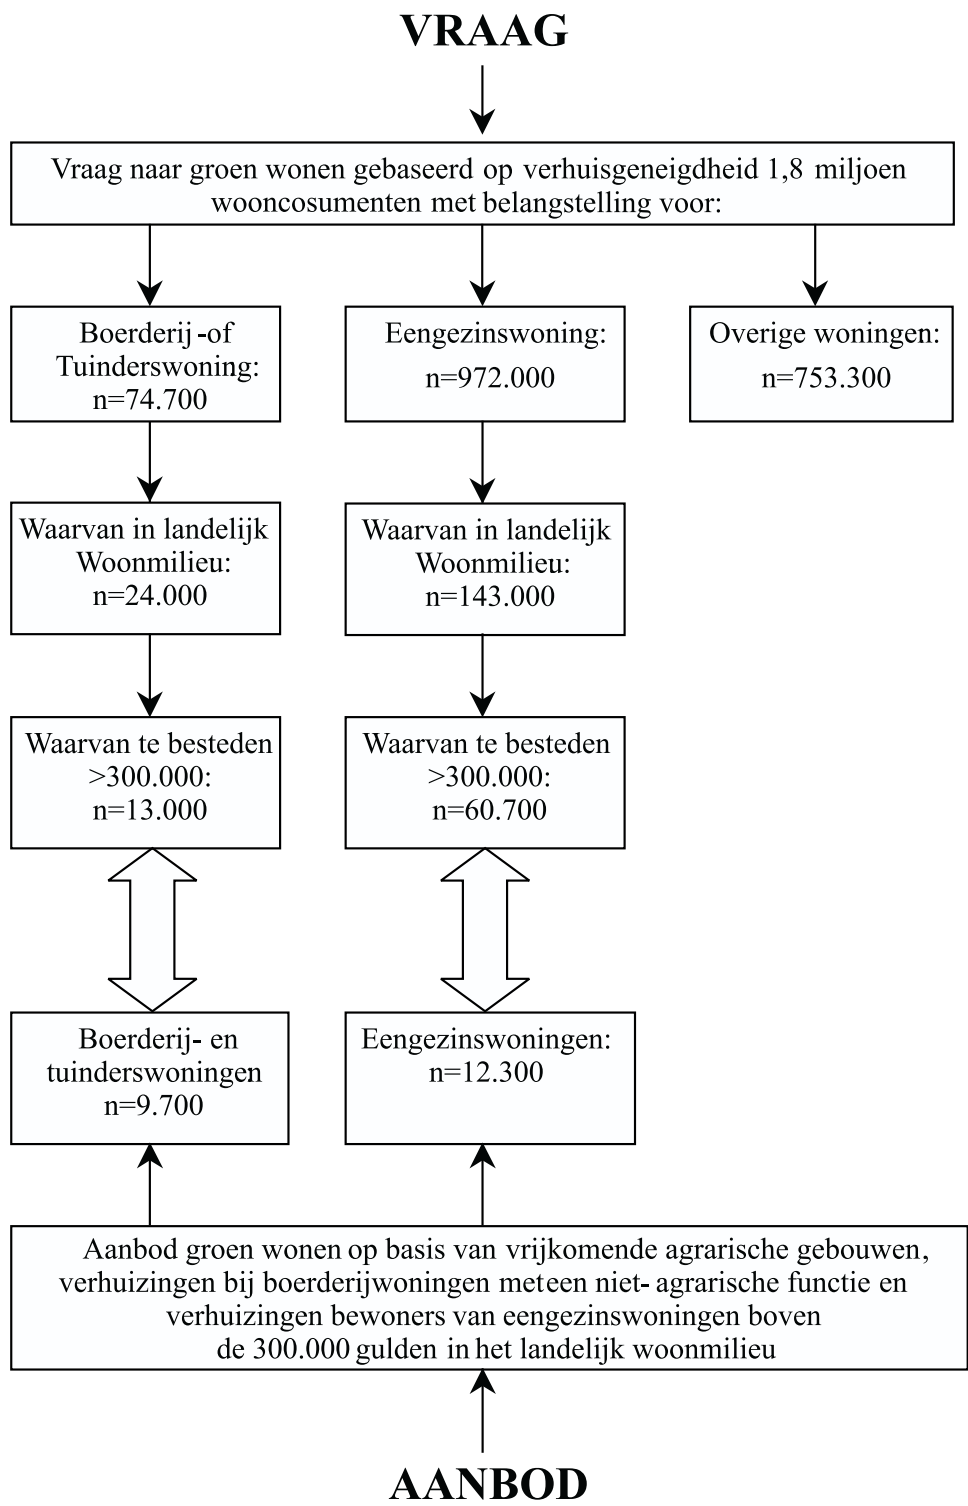 VRAAG
Vraag naar groen wonen gebaseerd op verhuisgeneigdheid 1,8 miljoen
wooncosumenten met belangstelling voor:
Boerderij-of
Tuinderswoning:
n=74.700
Eengezinswoning:
n=972.000
Overige woningen:
n=753.300
Waarvan in landelijk
Woonmilieu:
n=24.000
Waarvan in landelijk
Woonmilieu:
n=143.000
Waarvan te besteden
>300.000:
n=13.000
Waarvan te besteden
>300.000:
n=60.700
Boerderij- en
tuinderswoningen
n=9.700
Eengezinswoningen:
n=12.300
Aanbod groen wonen op basis van vrijkomende agrarische gebouwen,
verhuizingen bij boerderijwoningen meteen niet- agrarische functie en
verhuizingen bewoners van eengezinswoningen boven
de 300.000 gulden in het landelijk woonmilieu
AANBOD